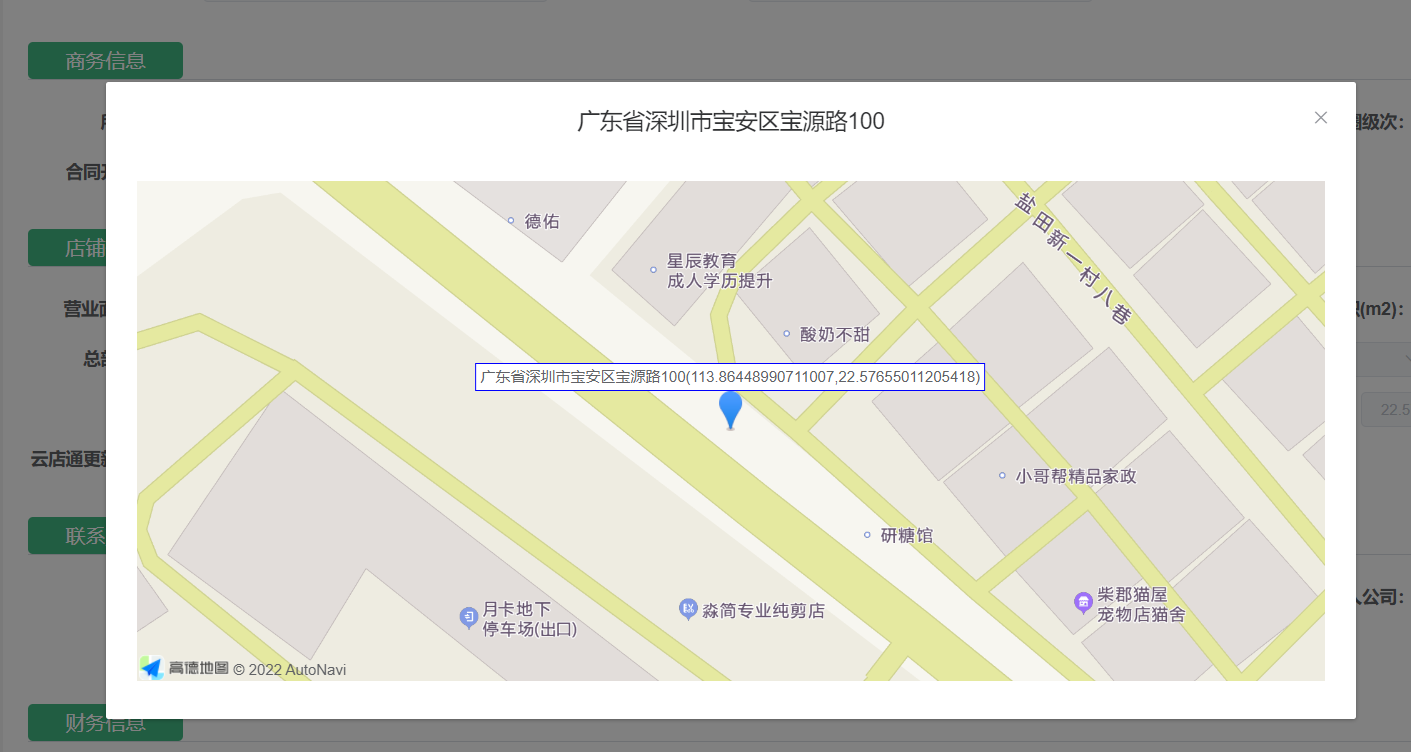 商务信息
广东省深圳市宝安区宝源路100
级次：
合同
店铺
德佑
星辰教育
成人学历提升
盐田新一村八巷
营业面
(m2)：
酸奶不甜
总部
广东省深圳市宝安区宝源路100(113.86448990711007,22.57655011205418)
22.5
云店通更新
小哥帮精品家政
联系
研糖馆
公司：
柴郡猫屋
宠物店猫舍
月卡地下
停车场(出口)
淼简专业纯剪店
高德地图 © 2022 AutoNavi
财务信息